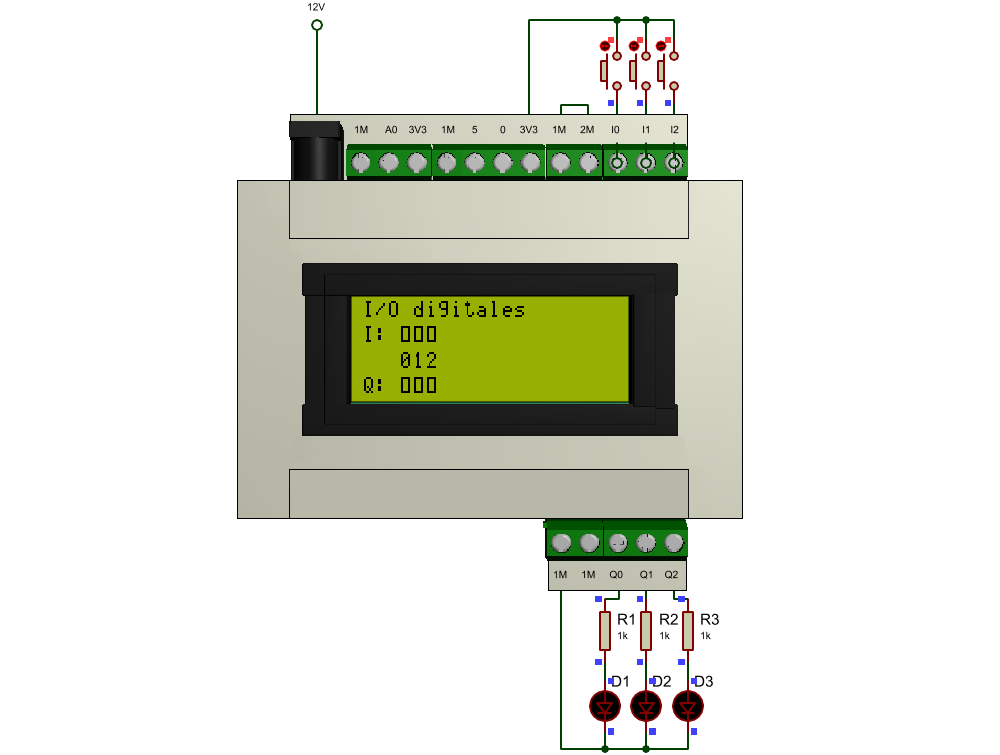 12V
1M A0 3V3 1M 5 0 3V3 1M 2M I0 I1 I2
I/O digitales
I: 000
012
Q: 000
1M 1M Q0 Q1 Q2
R1 R2 R3
1k 1k 1k
D1 D2 D3